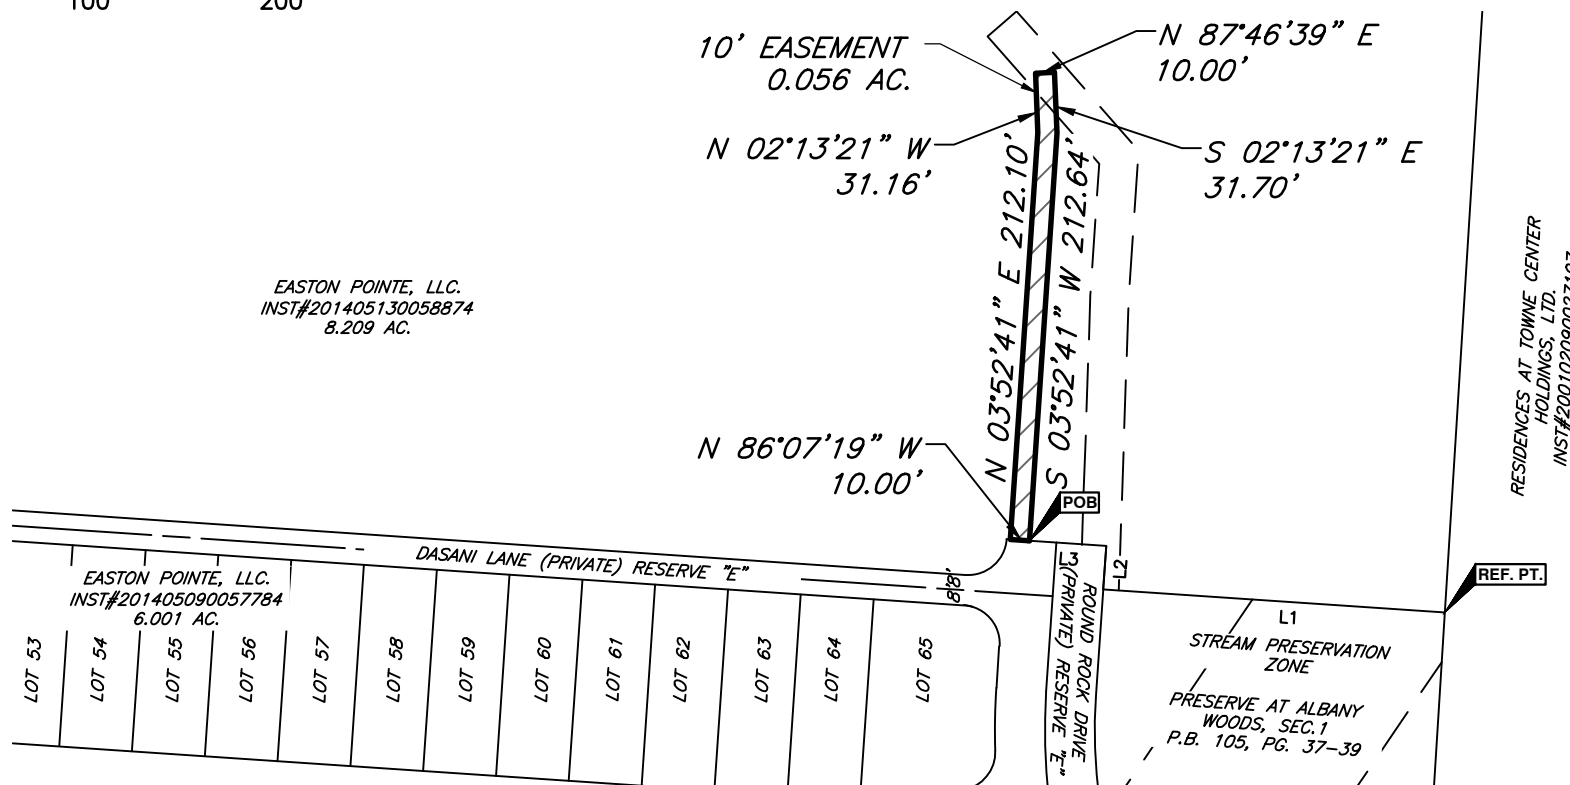 100 200
10' EASEMENT
0.056 AC.
N 87°46'39" E
10.00'
N 02°13'21" W
31.16'
S 02°13'21" E
31.70'
N 03°52'41" E 212.10'
S 03°52'41" W 212.64'
EASTON POINTE, LLC.
INST#201405130058874
8.209 AC.
RESIDENCES AT TOWNE CENTER
HOLDINGS, LTD.
N 86°07'19" W
10.00'
POB
REF. PT.
DASANI LANE (PRIVATE) RESERVE "E"
8'
8'
L3
L2
L1
EASTON POINTE, LLC.
INST#201405090057784
6.001 AC.
ROUND ROCK DRIVE
(PRIVATE) RESERVE "E"
STREAM PRESERVATION
ZONE
PRESERVE AT ALBANY
WOODS, SEC.1
P.B. 105, PG. 37-39
LOT 53
LOT 54
LOT 55
LOT 56
LOT 57
LOT 58
LOT 59
LOT 60
LOT 61
LOT 62
LOT 63
LOT 64
LOT 65